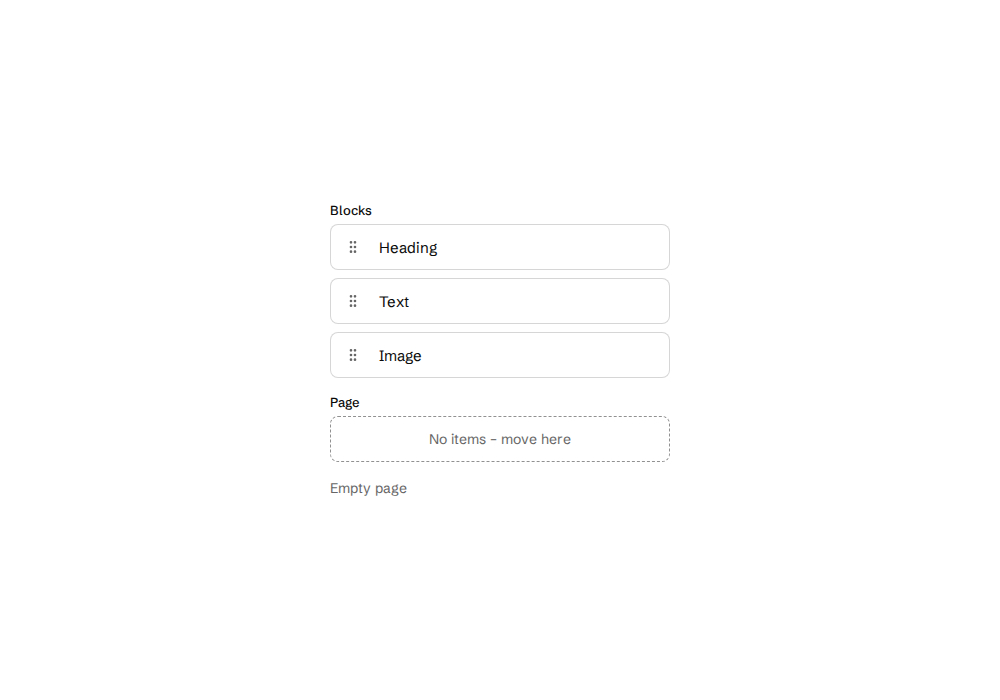 Blocks
Heading
Text
Image
Page
No items – move here
Empty page